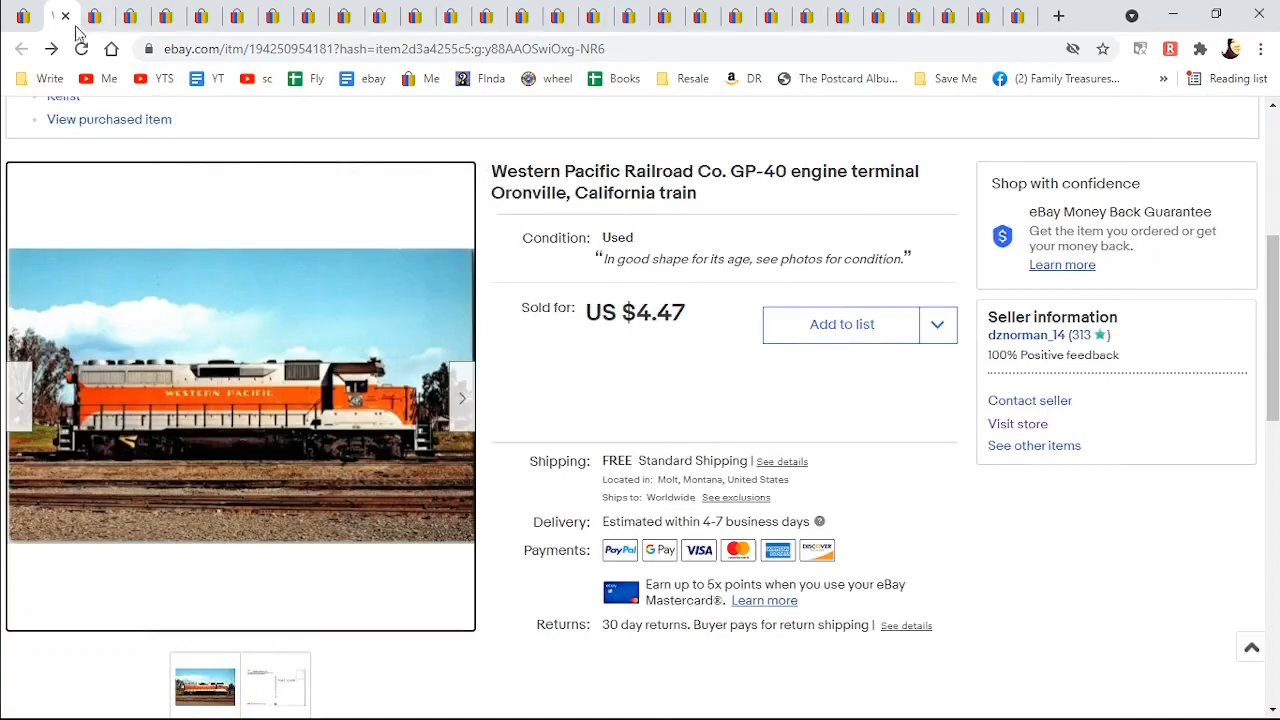 ebay.com/itm/194250954181?hash=item2d3a4255c5:g:y88AAOSwiOxg-NR6
Write Me YTS YT sc Fly ebay Me FInda wheel Books Resale DR The Postcard Albu... Save Me (2) Family Treasures... » Reading list
Relist
View purchased item
Western Pacific Railroad Co. GP-40 engine terminal
Oronville, California train
Condition: Used
“In good shape for its age, see photos for condition.”
Sold for: US $4.47
Add to list
Shipping: FREE Standard Shipping | See details
Located in: Molt, Montana, United States
Ships to: Worldwide See exclusions
Delivery: Estimated within 4-7 business days
Payments: PayPal G Pay VISA mastercard DISCOVER
Earn up to 5x points when you use your eBay
Mastercard®. Learn more
Returns: 30 day returns. Buyer pays for return shipping | See details
Shop with confidence
eBay Money Back Guarantee
Get the item you ordered or get
your money back.
Learn more
Seller information
dznorman_14 (313 ★)
100% Positive feedback
Contact seller
Visit store
See other items
WESTERN PACIFIC